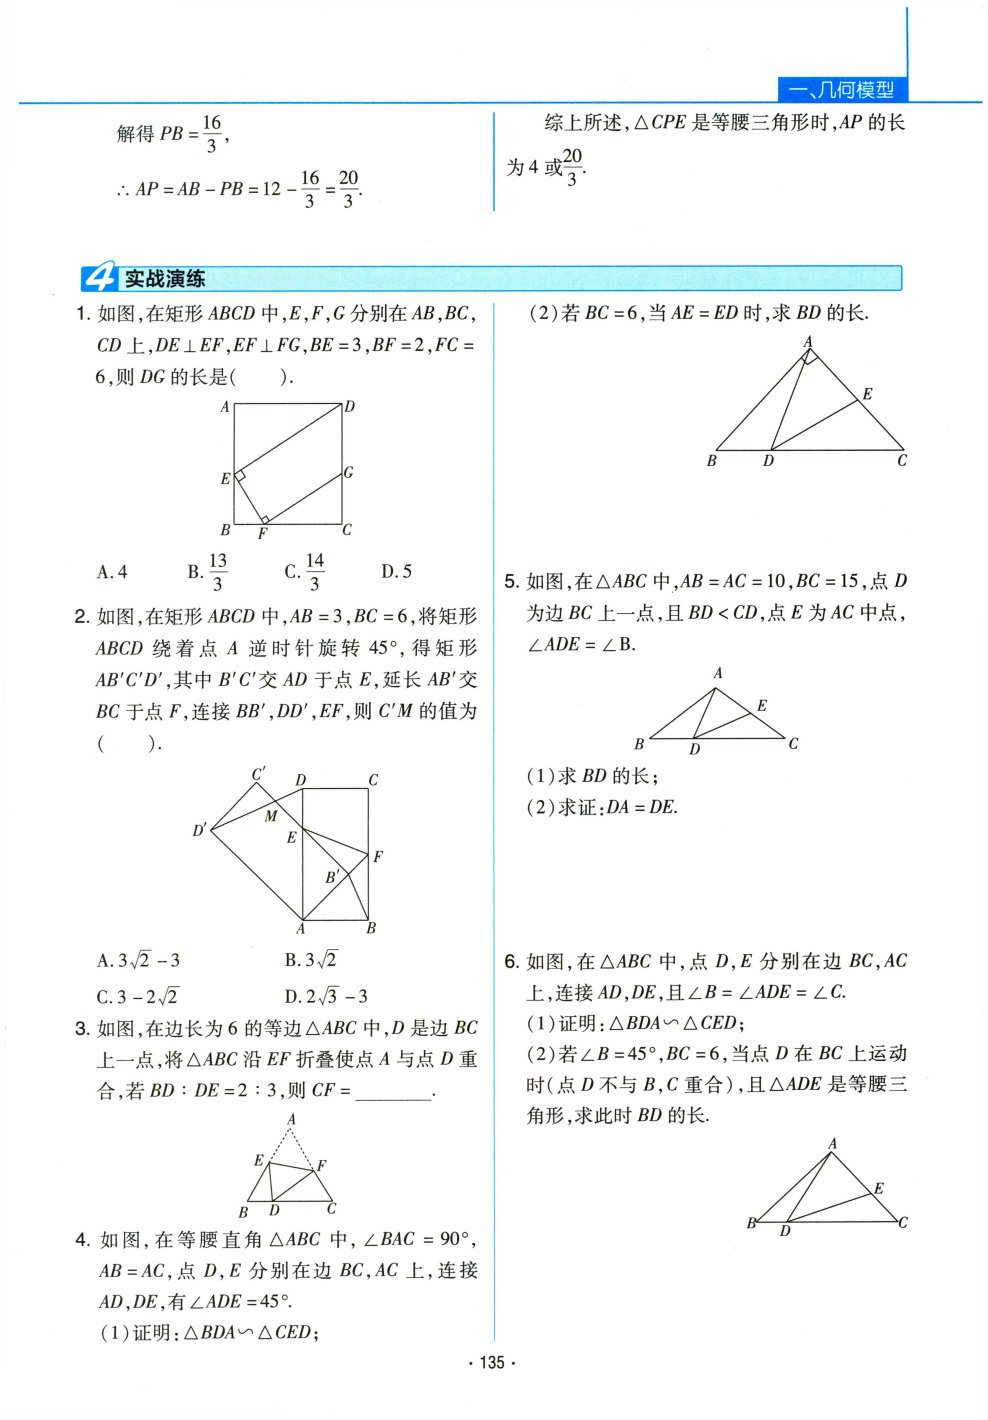 一、几何模型
解得 PB = 16/3,
∴ AP = AB - PB = 12 - 16/3 = 20/3.
综上所述,△CPE 是等腰三角形时,AP 的长
为 4 或 20/3.
4 实战演练
1. 如图,在矩形 ABCD 中,E,F,G 分别在 AB,BC,
CD 上,DE⊥EF,EF⊥FG,BE=3,BF=2,FC=
6,则 DG 的长是( ).
A D E G B F C
A.4 B.13/3 C.14/3 D.5
2. 如图,在矩形 ABCD 中,AB=3,BC=6,将矩形
ABCD 绕着点 A 逆时针旋转 45°,得矩形
AB′C′D′,其中 B′C′交 AD 于点 E,延长 AB′交
BC 于点 F,连接 BB′,DD′,EF,则 C′M 的值为
( ).
C′ D C M D′ E F B′ A B
A.3√2-3 B.3√2
C.3-2√2 D.2√3-3
3. 如图,在边长为 6 的等边△ABC 中,D 是边 BC
上一点,将△ABC 沿 EF 折叠使点 A 与点 D 重
合,若 BD∶DE=2∶3,则 CF=________.
A E F B D C
4. 如图,在等腰直角△ABC 中,∠BAC=90°,
AB=AC,点 D,E 分别在边 BC,AC 上,连接
AD,DE,有∠ADE=45°.
(1)证明:△BDA∽△CED;
(2)若 BC=6,当 AE=ED 时,求 BD 的长.
A E B D C
5. 如图,在△ABC 中,AB=AC=10,BC=15,点 D
为边 BC 上一点,且 BD<CD,点 E 为 AC 中点,
∠ADE=∠B.
A E B D C
(1)求 BD 的长;
(2)求证:DA=DE.
6. 如图,在△ABC 中,点 D,E 分别在边 BC,AC
上,连接 AD,DE,且∠B=∠ADE=∠C.
(1)证明:△BDA∽△CED;
(2)若∠B=45°,BC=6,当点 D 在 BC 上运动
时(点 D 不与 B,C 重合),且△ADE 是等腰三
角形,求此时 BD 的长.
A E B D C
·135·